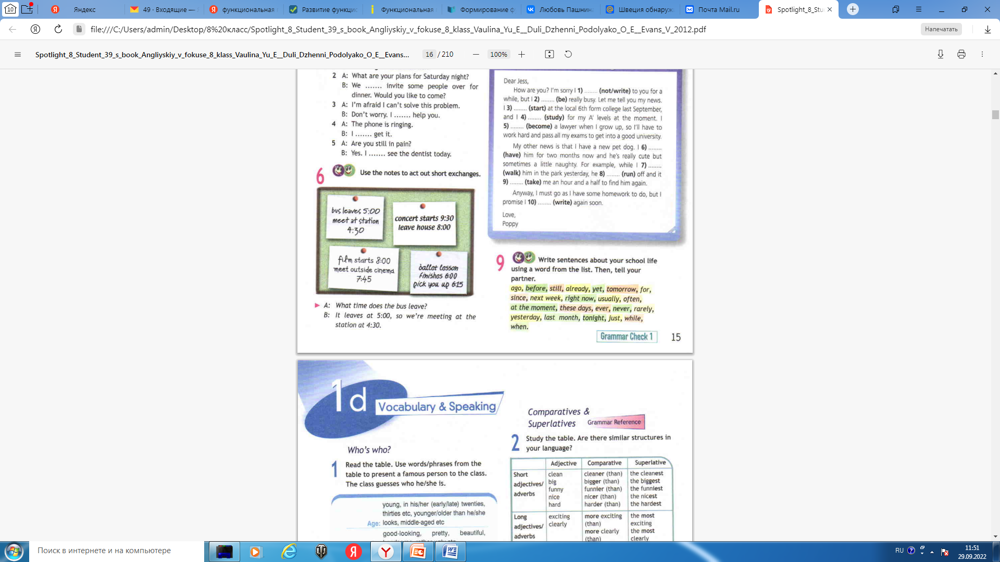 10
Яндекс
49 · Входящие —
функциональная
Развитие функцис
Функциональная
Формирование ф
Любовь Пашнин
Швеция обнаруж
Почта Mail.ru
Spotlight_8_Stu
file:///C:/Users/admin/Desktop/8%20класс/Spotlight_8_Student_39_s_book_Angliyskiy_v_fokuse_8_klass_Vaulina_Yu_E__Duli_Dzhenni_Podolyako_O_E__Evans_V_2012.pdf
Напечатать
Spotlight_8_Student_39_s_book_Angliyskiy_v_fokuse_8_klass_Vaulina_Yu_E__Duli_Dzhenni_Podolyako_O_E__Evans...
16 / 210
100%
2 A: What are your plans for Saturday night?
B: We ....... invite some people over for
dinner. Would you like to come?
3 A: I'm afraid I can't solve this problem.
B: Don't worry. I ....... help you.
4 A: The phone is ringing.
B: I ....... get it.
5 A: Are you still in pain?
B: Yes. I ....... see the dentist today.
6 Use the notes to act out short exchanges.
bus leaves 5:00
meet at station
4:30
concert starts 9:30
leave house 8:00
film starts 8:00
meet outside cinema
7:45
ballet lesson
finishes 6:00
pick you up 6:15
A: What time does the bus leave?
B: It leaves at 5:00, so we're meeting at the
station at 4:30.
Dear Jess,
How are you? I'm sorry I 1) ........ (not/write) to you for a
while, but I 2) ........ (be) really busy. Let me tell you my news.
I 3) ........ (start) at the local 6th form college last September,
and I 4) ........ (study) for my A' levels at the moment. I
5) ........ (become) a lawyer when I grow up, so I'll have to
work hard and pass all my exams to get into a good university.
My other news is that I have a new pet dog. I 6) ........
(have) him for two months now and he's really cute but
sometimes a little naughty. For example, while I 7) ........
(walk) him in the park yesterday, he 8) ........ (run) off and it
9) ........ (take) me an hour and a half to find him again.
Anyway, I must go as I have some homework to do, but I
promise I 10) ........ (write) again soon.
Love,
Poppy
9 Write sentences about your school life
using a word from the list. Then, tell your
partner.
ago, before, still, already, yet, tomorrow, for,
since, next week, right now, usually, often,
at the moment, these days, ever, never, rarely,
yesterday, last month, tonight, just, while,
when.
Grammar Check 1 15
1d Vocabulary & Speaking
Who's who?
1 Read the table. Use words/phrases from the
table to present a famous person to the class.
The class guesses who he/she is.
young, in his/her (early/late) twenties,
thirties etc, younger/older than he/she
Age: looks, middle-aged etc
good-looking, pretty, beautiful,
Comparatives &
Superlatives Grammar Reference
2 Study the table. Are there similar structures in
your language?
Adjective Comparative Superlative
Short adjectives/ adverbs
clean cleaner (than) the cleanest
big bigger (than) the biggest
funny funnier (than) the funniest
nice nicer (than) the nicest
hard harder (than) the hardest
Long adjectives/ adverbs
exciting more exciting (than) the most exciting
clearly more clearly (than) the most clearly
Поиск в интернете и на компьютере
RU
11:51
29.09.2022